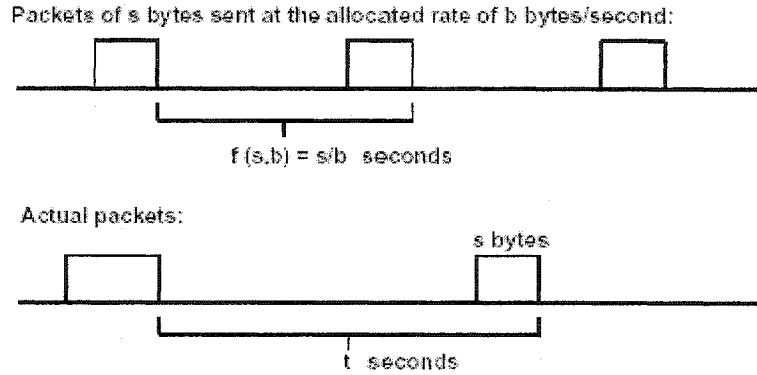 Packets of s bytes sent at the allocated rate of b bytes/second:
f (s,b) = s/b seconds
Actual packets:
s bytes
t seconds